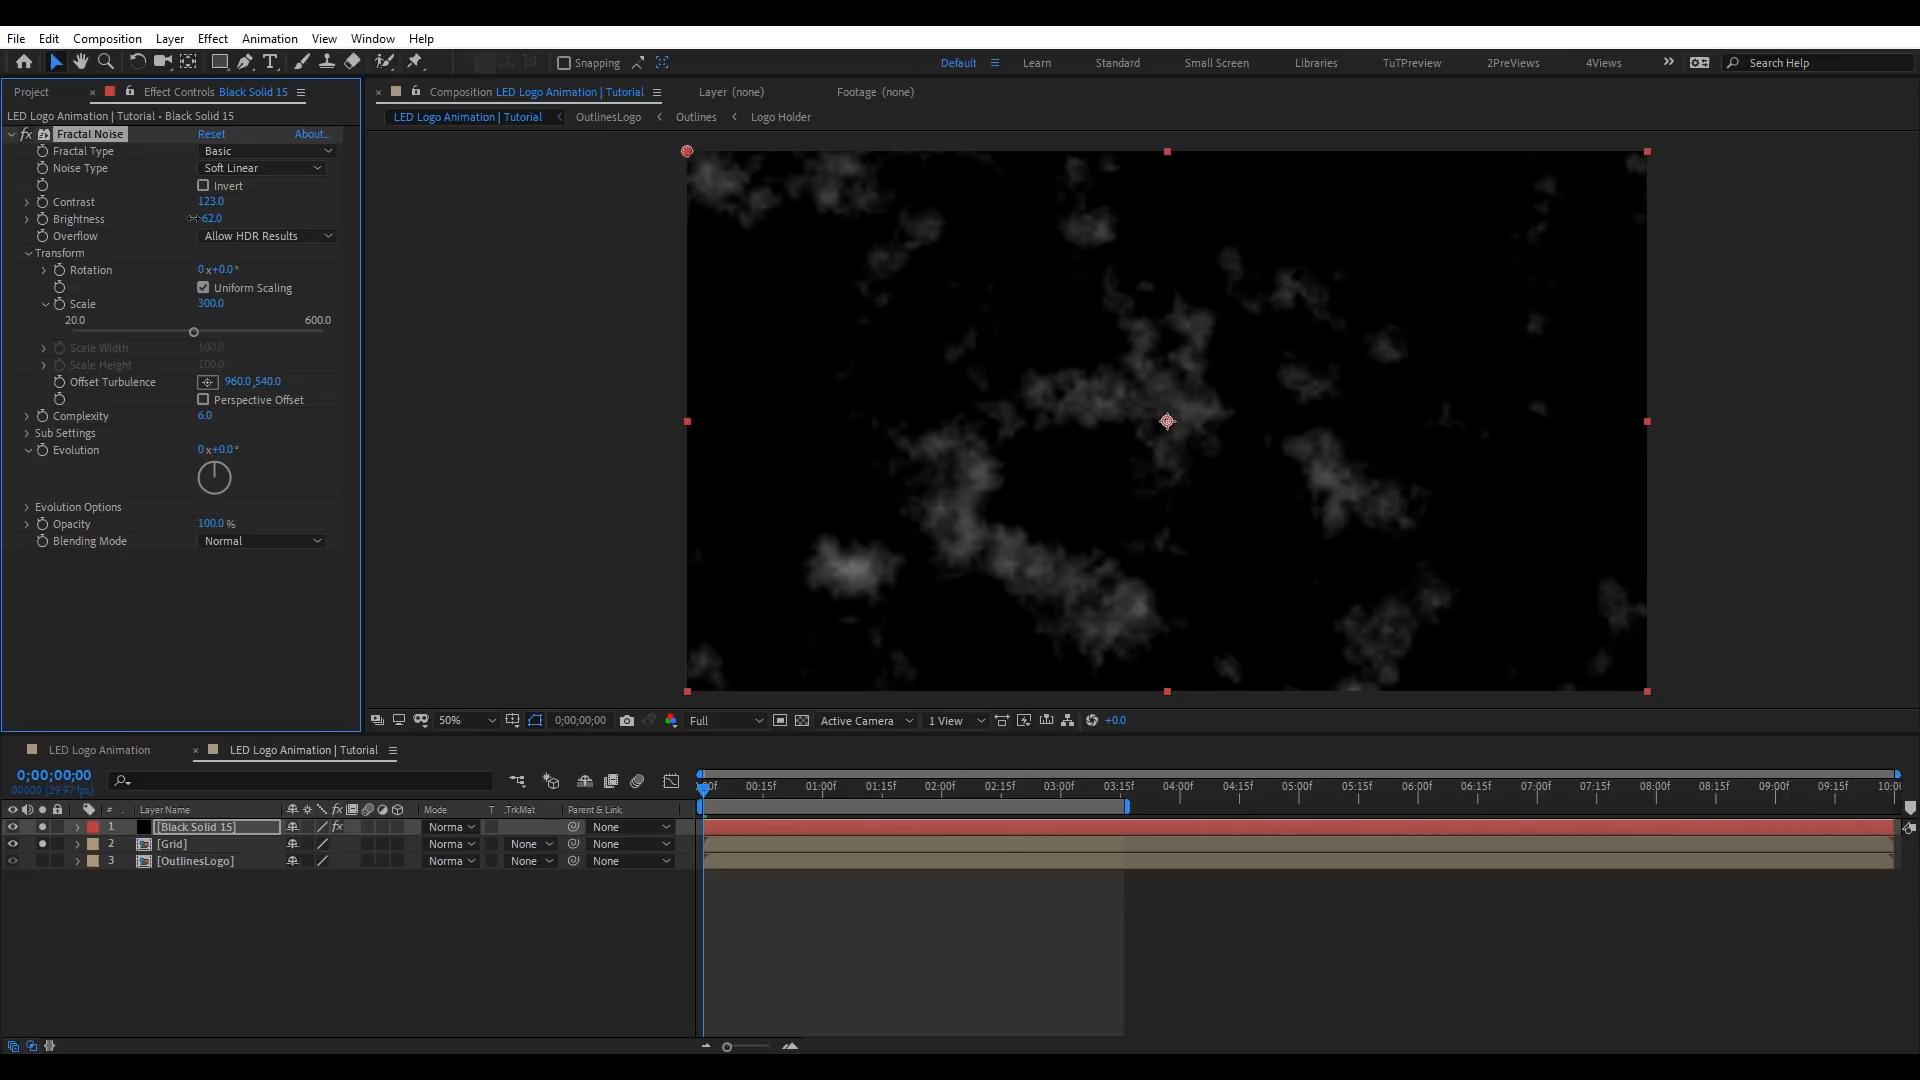 File Edit Composition Layer Effect Animation View Window Help
Snapping Default Learn Standard Small Screen Libraries TuTPreview 2PreViews 4Views Search Help
Project Effect Controls Black Solid 15 Composition LED Logo Animation | Tutorial Layer (none) Footage (none)
LED Logo Animation | Tutorial • Black Solid 15 LED Logo Animation | Tutorial OutlinesLogo Outlines Logo Holder
fx Fractal Noise Reset About...
Fractal Type Basic
Noise Type Soft Linear
Invert
Contrast 123.0
Brightness -62.0
Overflow Allow HDR Results
Transform
Rotation 0x+0.0°
Uniform Scaling
Scale 300.0
20.0 600.0
Scale Width 100.0
Scale Height 100.0
Offset Turbulence 960.0,540.0
Perspective Offset
Complexity 6.0
Sub Settings
Evolution 0x+0.0°
Evolution Options
Opacity 100.0 %
Blending Mode Normal
50% 0;00;00;00 Full Active Camera 1 View +0.0
LED Logo Animation LED Logo Animation | Tutorial
0;00;00;00
00000 (29.97 fps)
00:15f 01:00f 01:15f 02:00f 02:15f 03:00f 03:15f 04:00f 04:15f 05:00f 05:15f 06:00f 06:15f 07:00f 07:15f 08:00f 08:15f 09:00f 09:15f
# Layer Name fx Mode T .TrkMat Parent & Link
1 [Black Solid 15] fx Norma None
2 [Grid] Norma None None
3 [OutlinesLogo] Norma None None